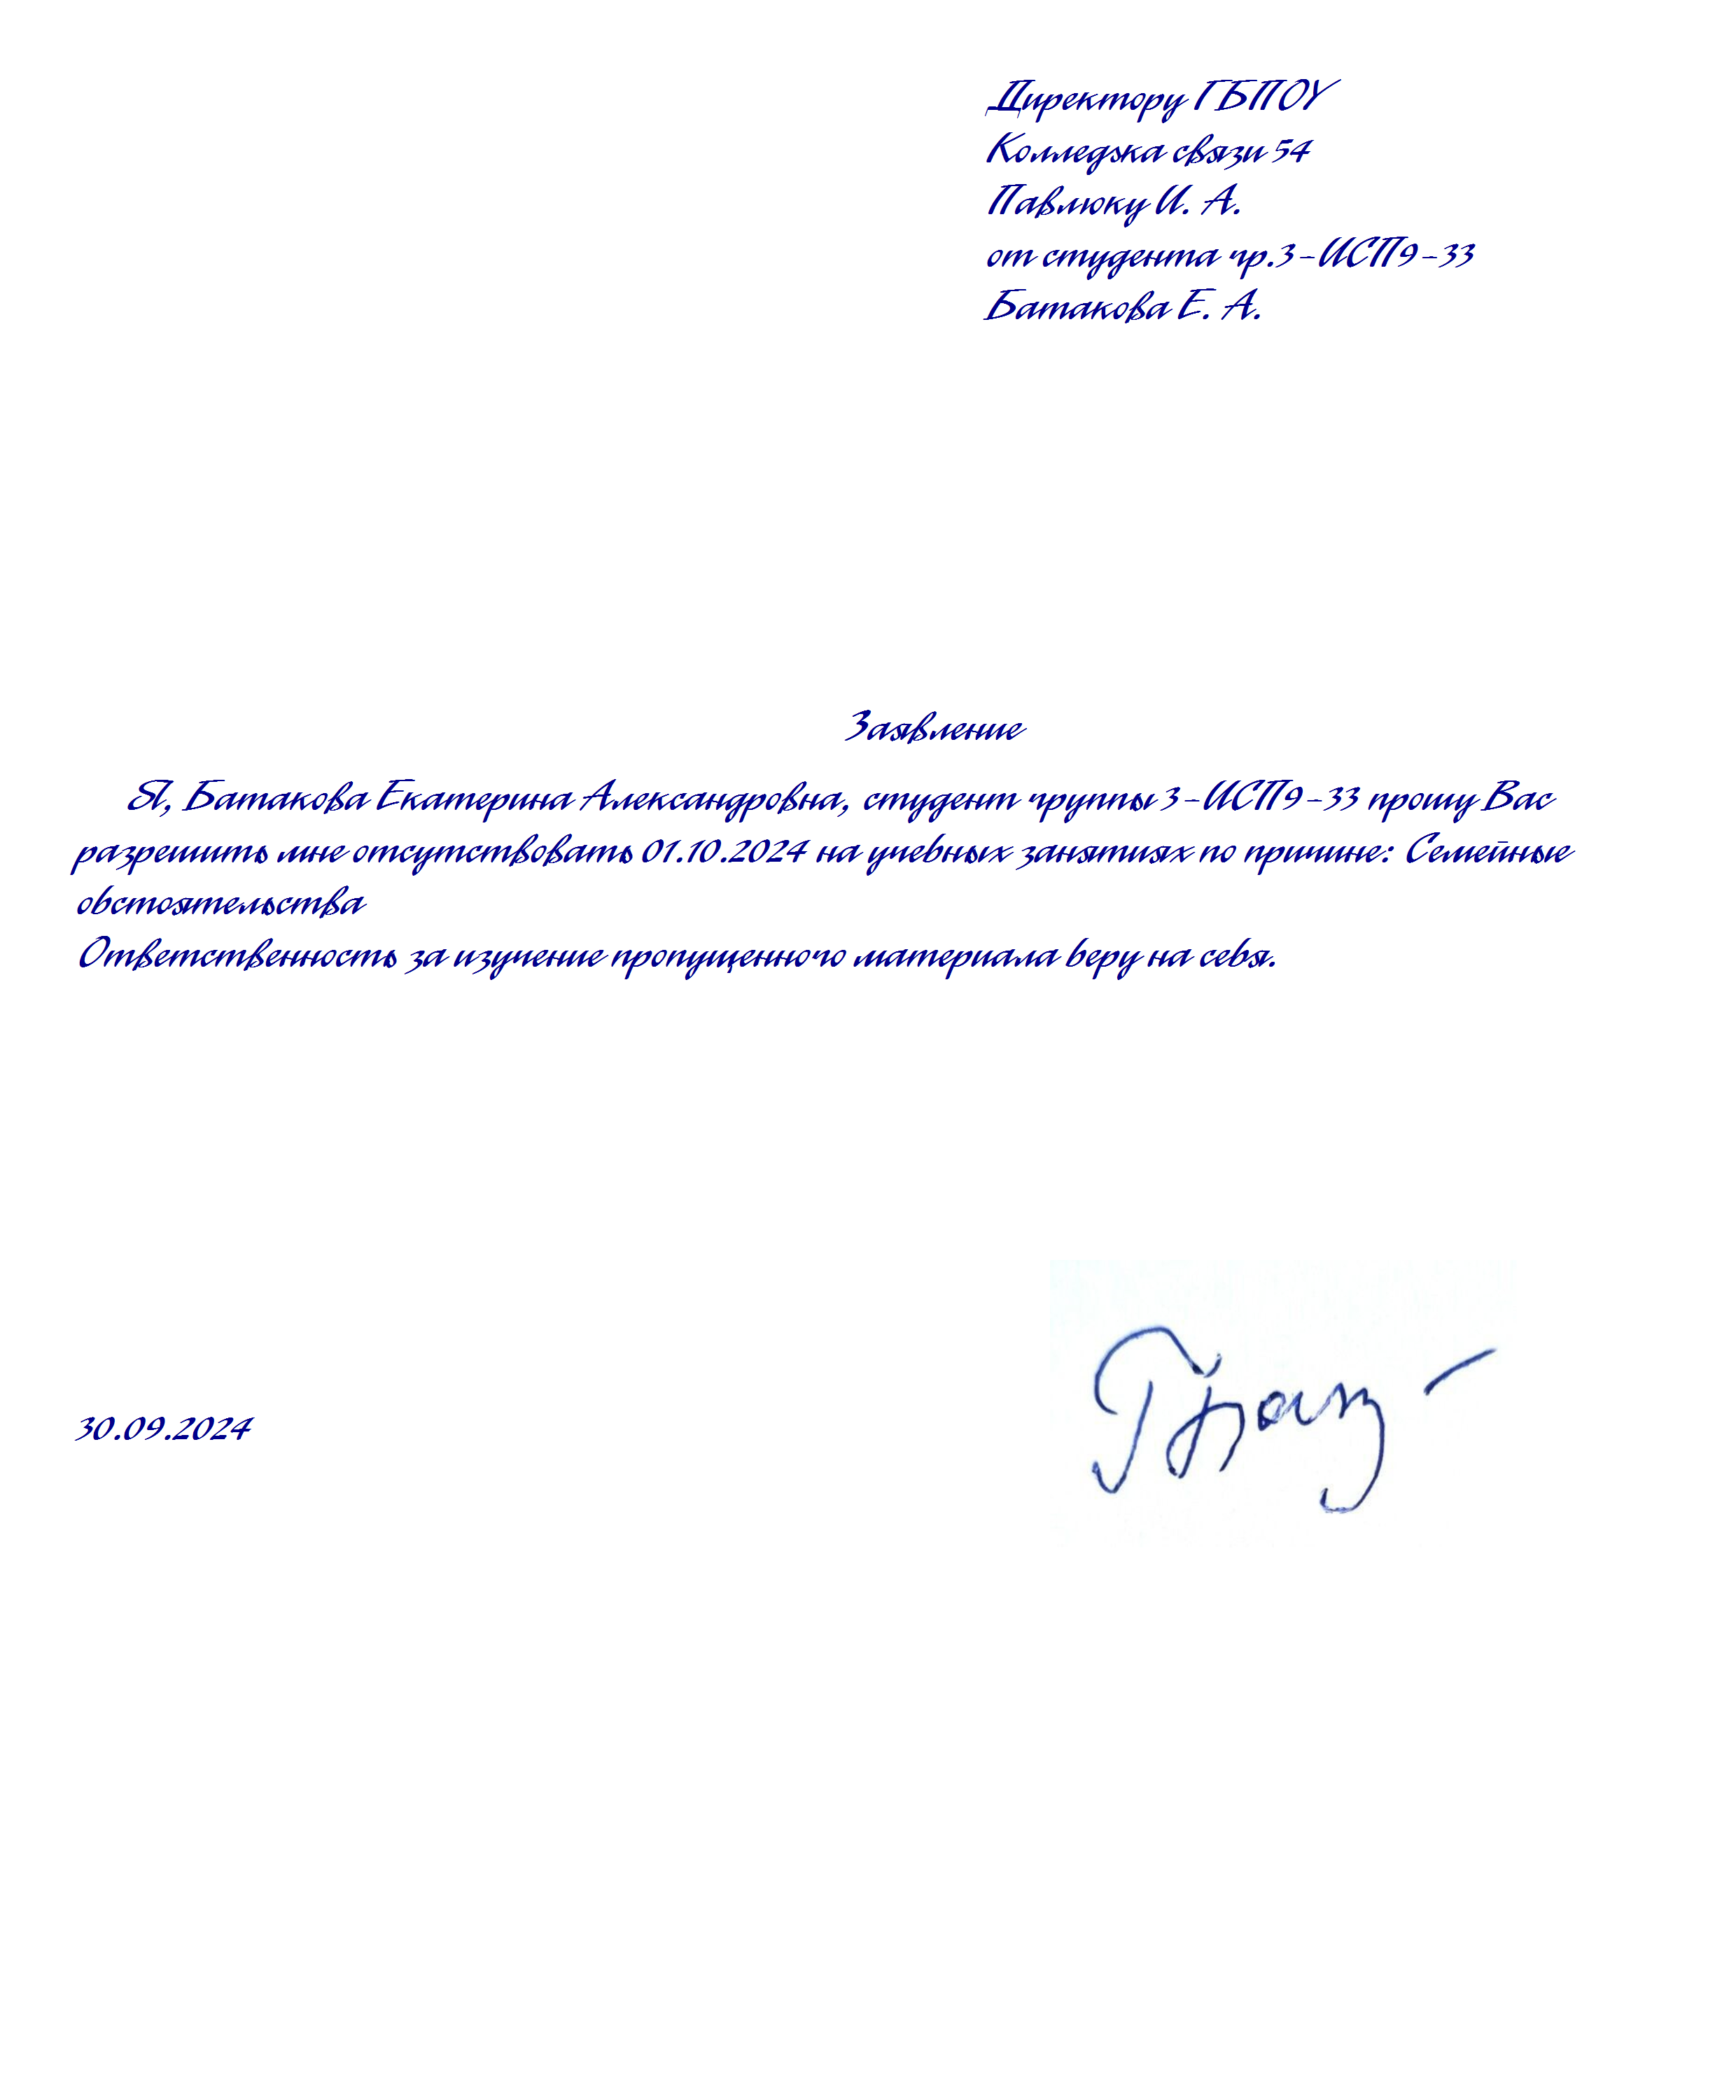 Директору ГБПОУ
Колледжа связи 54
Павлюку И. А.
от студента гр.3-ИСП9-33
Батакова Е. А.
Заявление
Я, Батакова Екатерина Александровна, студент группы 3-ИСП9-33 прошу Вас
разрешить мне отсутствовать 01.10.2024 на учебных занятиях по причине: Семейные
обстоятельства
Ответственность за изучение пропущенного материала беру на себя.
30.09.2024